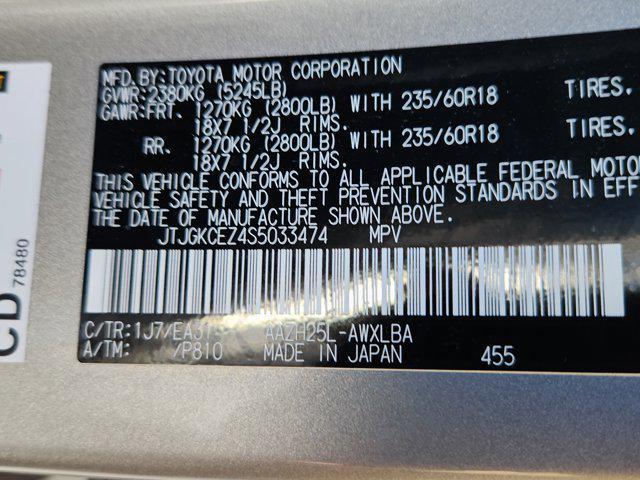 MFD.BY:TOYOTA MOTOR CORPORATION
GVWR:2380KG (5245LB)
GAWR:FRT. 1270KG (2800LB) WITH 235/60R18 TIRES.
18X7 1/2J RIMS.
RR. 1270KG (2800LB) WITH 235/60R18 TIRES.
18X7 1/2J RIMS.
THIS VEHICLE CONFORMS TO ALL APPLICABLE FEDERAL MOTO
VEHICLE SAFETY AND THEFT PREVENTION STANDARDS IN EFF
THE DATE OF MANUFACTURE SHOWN ABOVE.
JTJGKCEZ4S5033474 MPV
C/TR:1J7/EA31 AAZH25L-AWXLBA
A/TM: /P810 MADE IN JAPAN 455
CD
78480